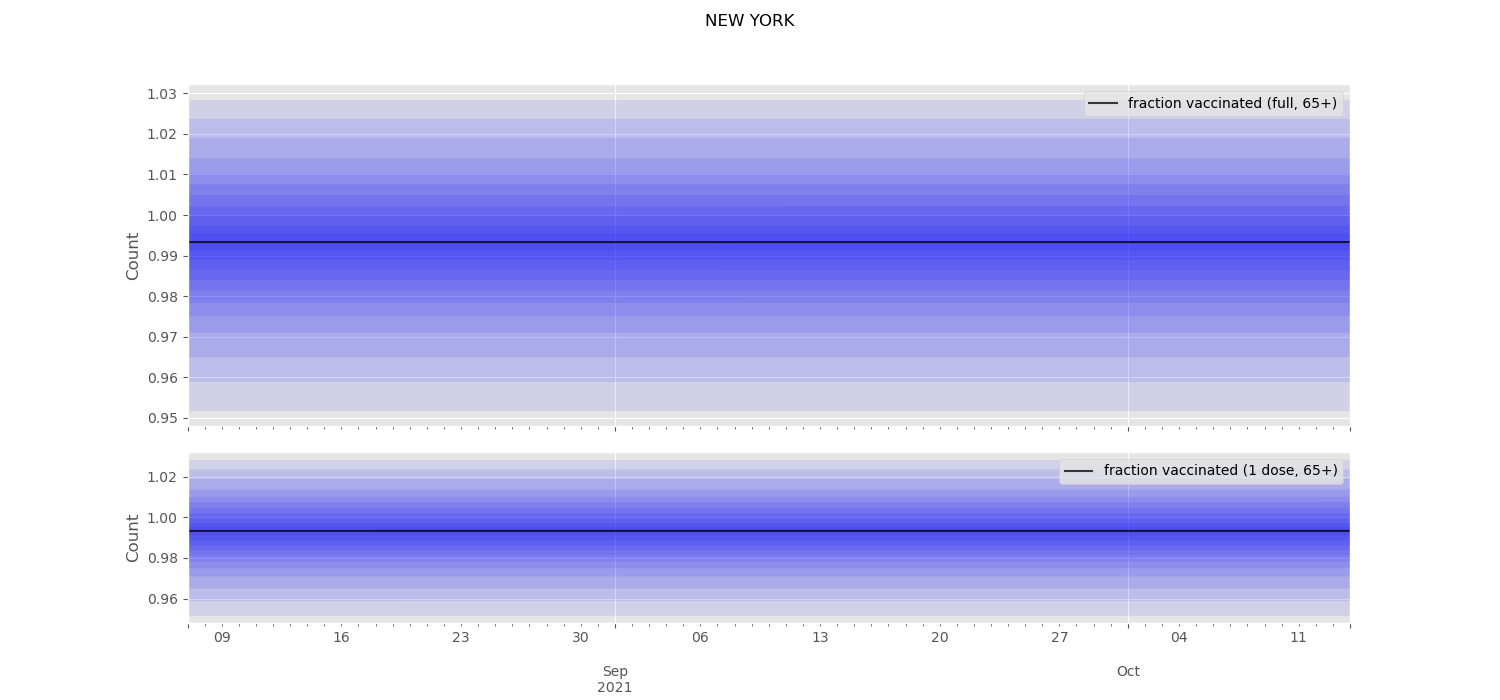 NEW YORK
fraction vaccinated (full, 65+)
1.03
1.02
1.01
1.00
0.99
0.98
0.97
0.96
0.95
Count
fraction vaccinated (1 dose, 65+)
1.02
1.00
0.98
0.96
Count
09 16 23 30 06 13 20 27 04 11
Sep Oct
2021